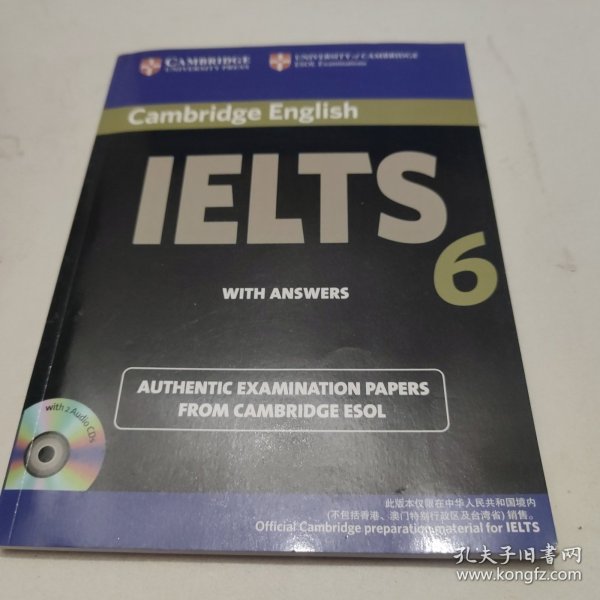 CAMBRIDGE
UNIVERSITY PRESS
UNIVERSITY of CAMBRIDGE
ESOL Examinations
Cambridge English
IELTS
6
WITH ANSWERS
AUTHENTIC EXAMINATION PAPERS
FROM CAMBRIDGE ESOL
with 2 Audio CDs
此版本仅限在中华人民共和国境内
(不包括香港、澳门特别行政区及台湾省)销售。
Official Cambridge preparation material for IELTS
孔夫子旧书网
www.kongfz.com